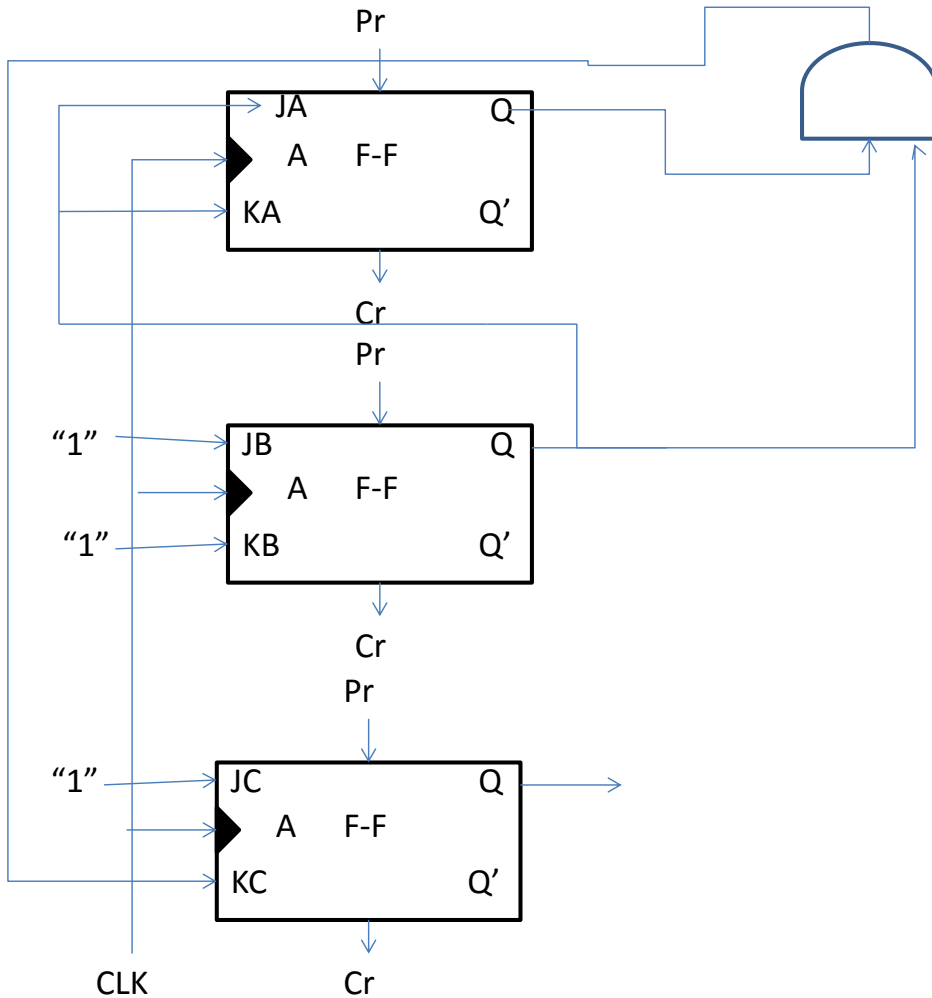 Pr
JA Q
A F-F
KA Q’
Cr
Pr
“1” JB Q
A F-F
“1” KB Q’
Cr
Pr
“1” JC Q
A F-F
KC Q’
CLK Cr